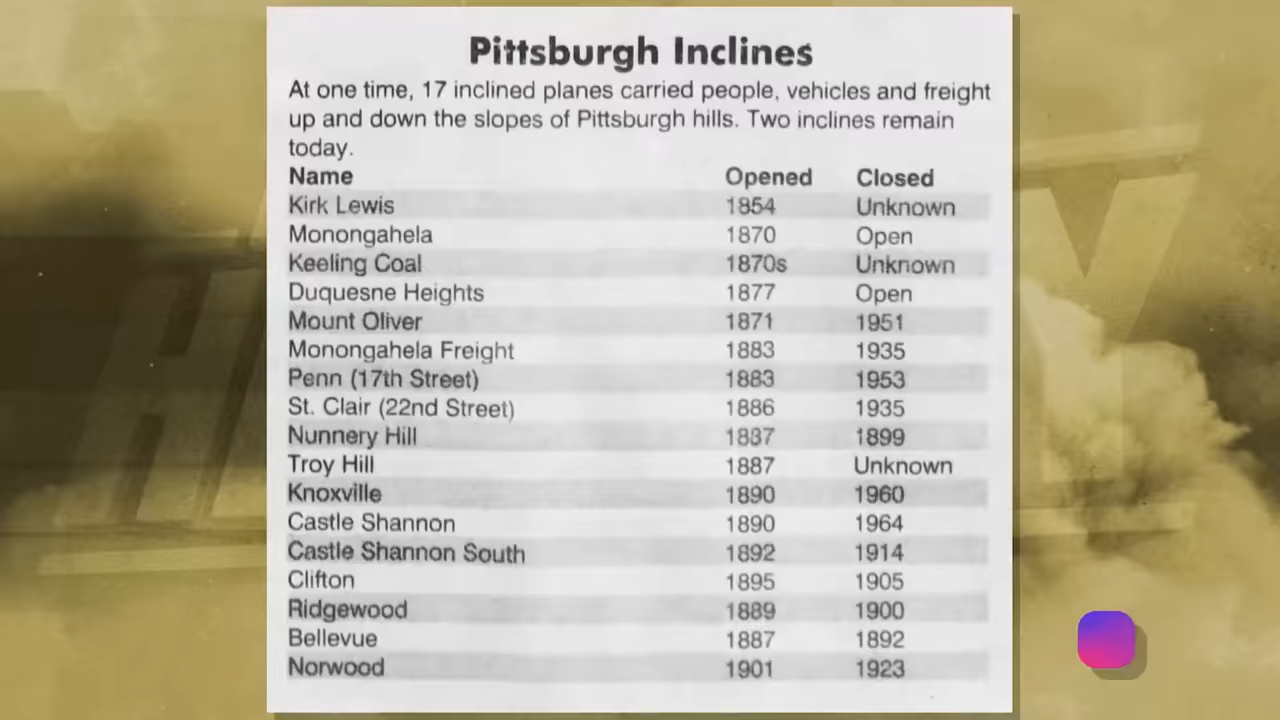 Pittsburgh Inclines
At one time, 17 inclined planes carried people, vehicles and freight
up and down the slopes of Pittsburgh hills. Two inclines remain
today.
Name Opened Closed
Kirk Lewis 1854 Unknown
Monongahela 1870 Open
Keeling Coal 1870s Unknown
Duquesne Heights 1877 Open
Mount Oliver 1871 1951
Monongahela Freight 1883 1935
Penn (17th Street) 1883 1953
St. Clair (22nd Street) 1886 1935
Nunnery Hill 1887 1899
Troy Hill 1887 Unknown
Knoxville 1890 1960
Castle Shannon 1890 1964
Castle Shannon South 1892 1914
Clifton 1895 1905
Ridgewood 1889 1900
Bellevue 1887 1892
Norwood 1901 1923